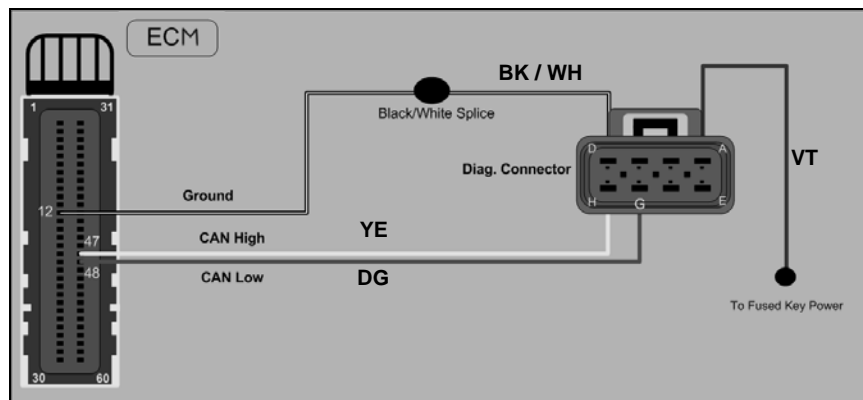 ECM
BK / WH
1 31
Black/White Splice
D A
VT
Diag. Connector
Ground
H G E
12
YE
47
CAN High
48
CAN Low
DG
To Fused Key Power
30 60